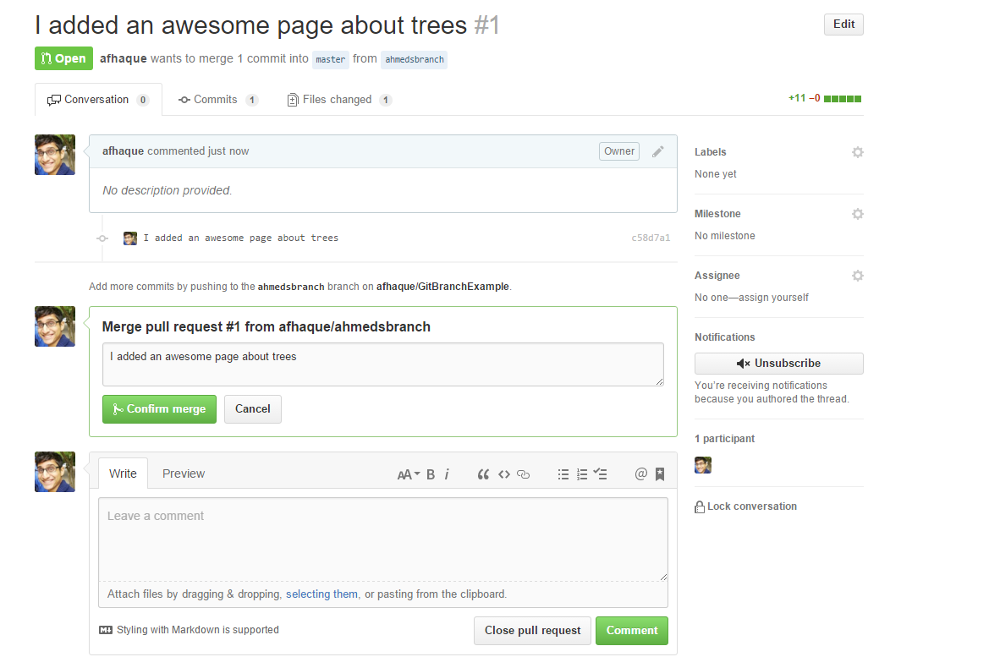 I added an awesome page about trees #1
Edit
Open afhaque wants to merge 1 commit into master from ahmedsbranch
Conversation 0 Commits 1 Files changed 1 +11 −0
afhaque commented just now Owner
No description provided.
I added an awesome page about trees c58d7a1
Add more commits by pushing to the ahmedsbranch branch on afhaque/GitBranchExample.
Merge pull request #1 from afhaque/ahmedsbranch
I added an awesome page about trees
Confirm merge Cancel
Write Preview AA B i @
Leave a comment
Attach files by dragging & dropping, selecting them, or pasting from the clipboard.
Styling with Markdown is supported
Close pull request Comment
Labels
None yet
Milestone
No milestone
Assignee
No one—assign yourself
Notifications
Unsubscribe
You’re receiving notifications
because you authored the thread.
1 participant
Lock conversation